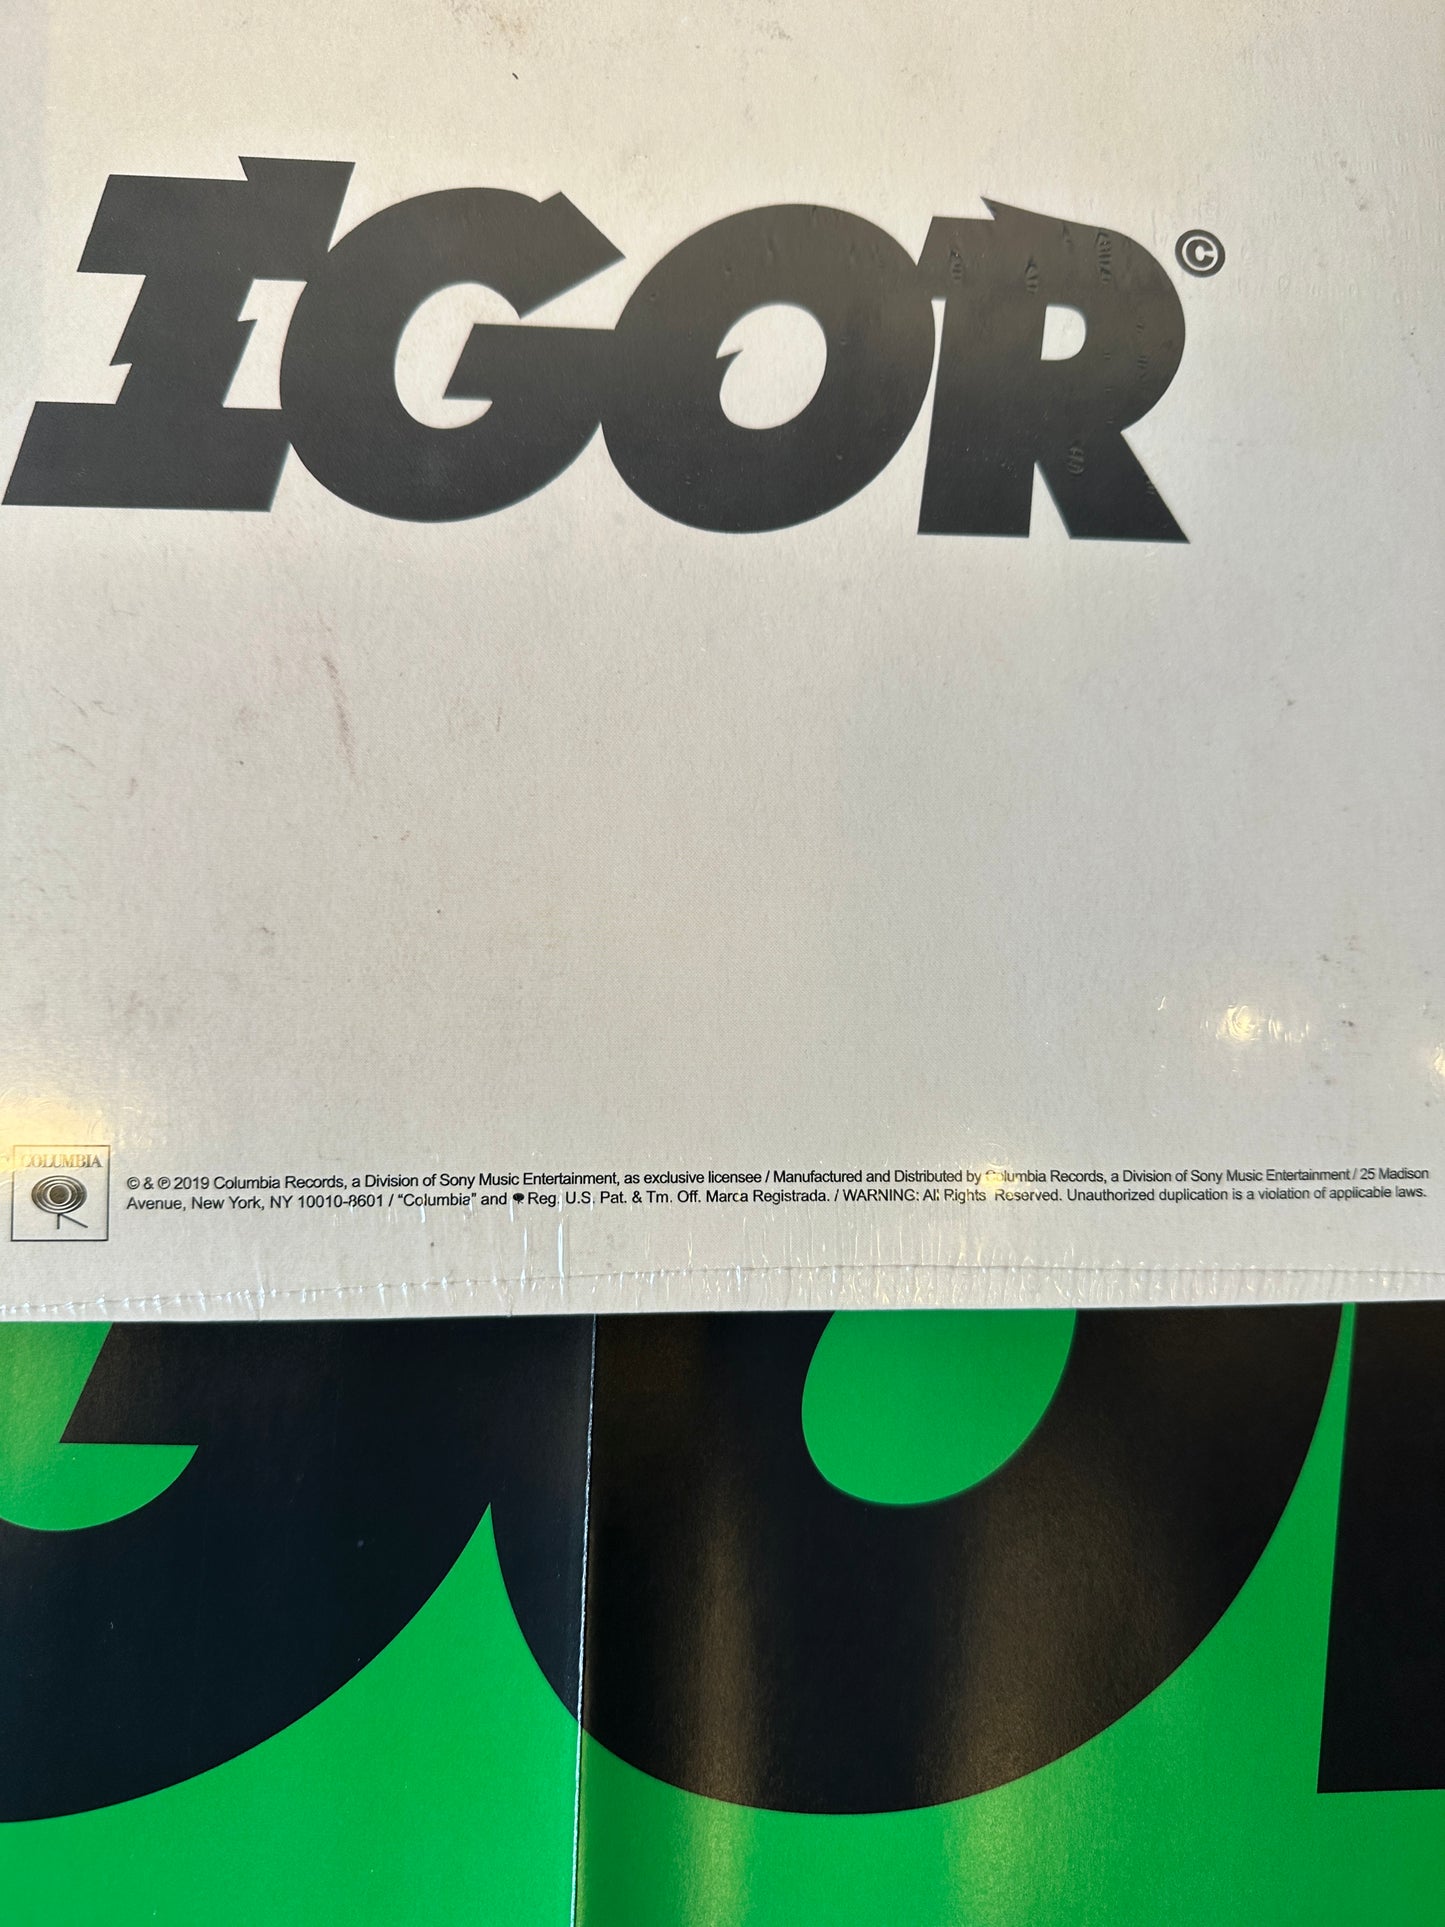 IGOR©
COLUMBIA
© & ℗ 2019 Columbia Records, a Division of Sony Music Entertainment, as exclusive licensee / Manufactured and Distributed by Columbia Records, a Division of Sony Music Entertainment / 25 Madison
Avenue, New York, NY 10010-8601 / “Columbia” and Reg. U.S. Pat. & Tm. Off. Marca Registrada. / WARNING: All Rights Reserved. Unauthorized duplication is a violation of applicable laws.